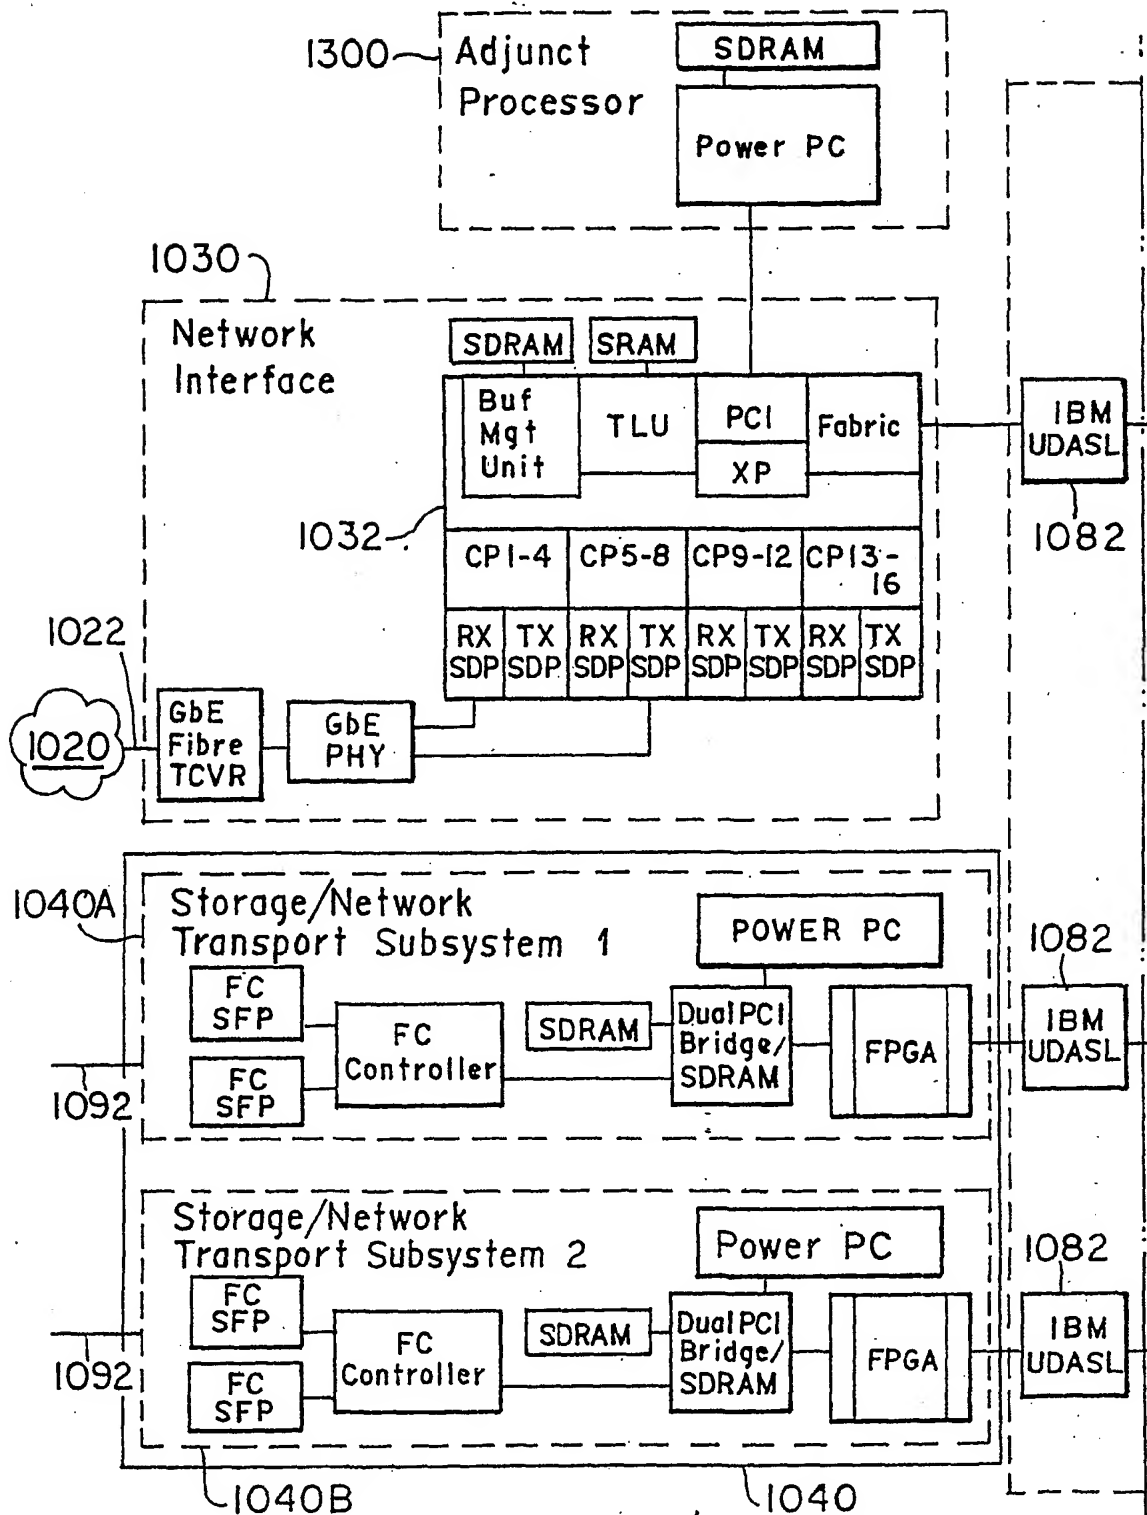 1300
Adjunct
Processor
SDRAM
Power PC
1030
Network
Interface
SDRAM
SRAM
Buf
Mgt
Unit
TLU
PCI
XP
Fabric
IBM
UDASL
1082
1032
CP1-4
CP5-8
CP9-12
CP13-
16
RX
SDP
TX
SDP
RX
SDP
TX
SDP
RX
SDP
TX
SDP
RX
SDP
TX
SDP
1022
1020
GbE
Fibre
TCVR
GbE
PHY
1040A
Storage/Network
Transport Subsystem 1
POWER PC
FC
SFP
FC
SFP
FC
Controller
SDRAM
Dual PCI
Bridge/
SDRAM
FPGA
1082
IBM
UDASL
1092
Storage/Network
Transport Subsystem 2
Power PC
FC
SFP
FC
SFP
FC
Controller
SDRAM
Dual PCI
Bridge/
SDRAM
FPGA
1082
IBM
UDASL
1092
1040B
1040